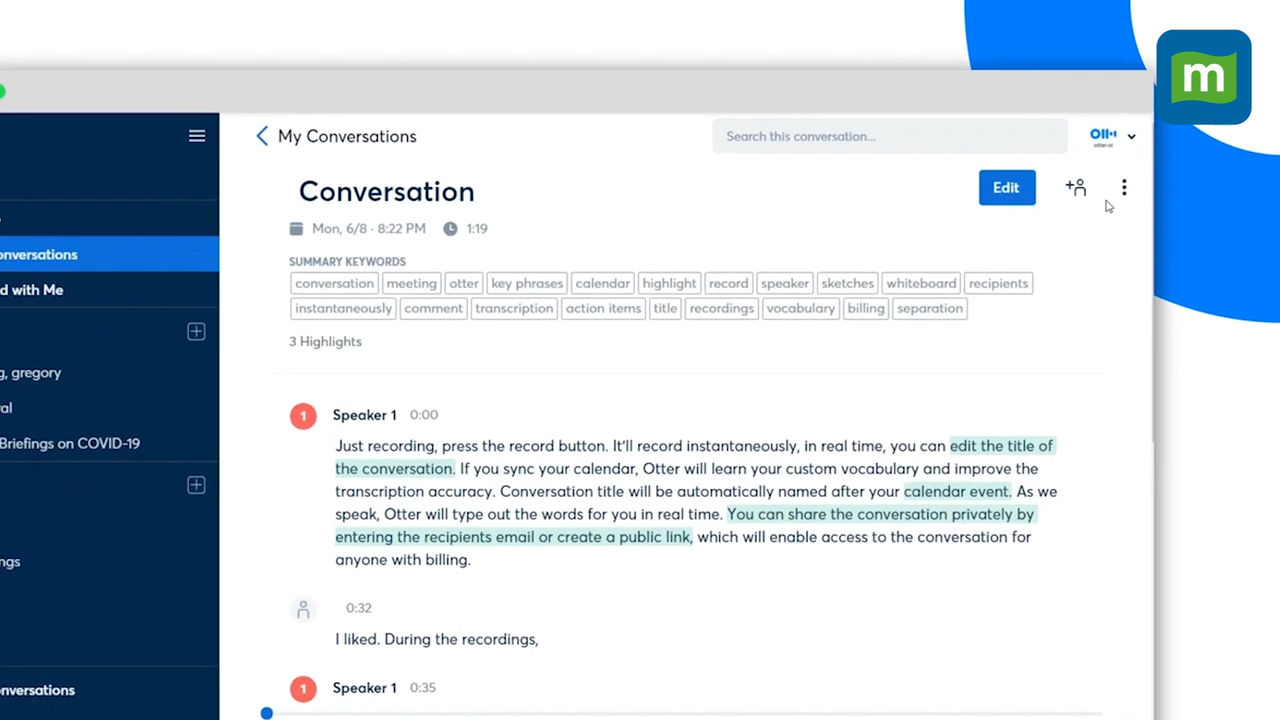 m
My Conversations
Search this conversation...
otter.ai
Conversation
Edit
Mon, 6/8 · 8:22 PM 1:19
SUMMARY KEYWORDS
conversation meeting otter key phrases calendar highlight record speaker sketches whiteboard recipients
instantaneously comment transcription action items title recordings vocabulary billing separation
3 Highlights
onversations
d with Me
g, gregory
al
Briefings on COVID-19
ngs
onversations
1 Speaker 1 0:00
Just recording, press the record button. It'll record instantaneously, in real time, you can edit the title of
the conversation. If you sync your calendar, Otter will learn your custom vocabulary and improve the
transcription accuracy. Conversation title will be automatically named after your calendar event. As we
speak, Otter will type out the words for you in real time. You can share the conversation privately by
entering the recipients email or create a public link, which will enable access to the conversation for
anyone with billing.
0:32
I liked. During the recordings,
1 Speaker 1 0:35